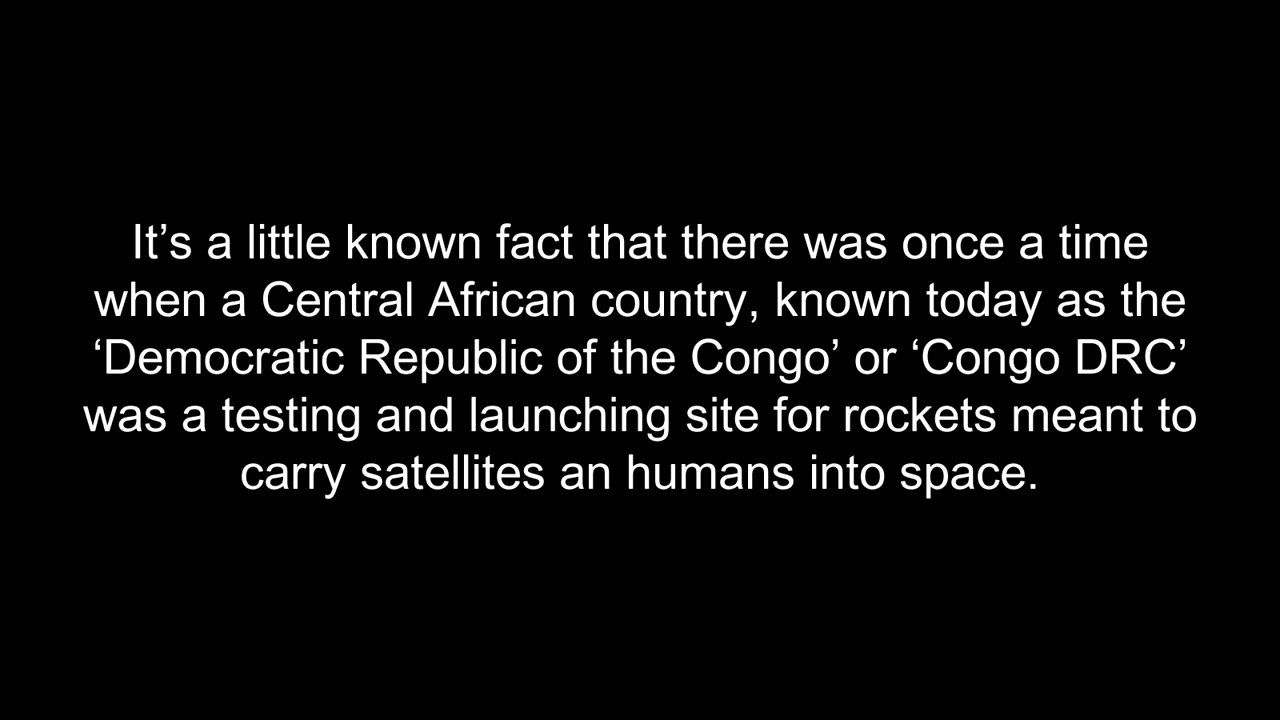 It’s a little known fact that there was once a time
when a Central African country, known today as the
‘Democratic Republic of the Congo’ or ‘Congo DRC’
was a testing and launching site for rockets meant to
carry satellites an humans into space.